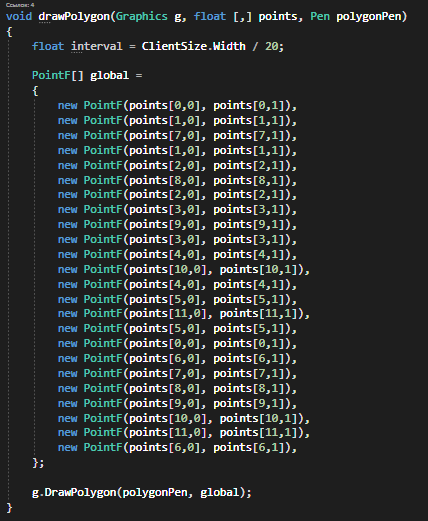 Ссылок: 4
void drawPolygon(Graphics g, float [,] points, Pen polygonPen)
{
float interval = ClientSize.Width / 20;
PointF[] global =
{
new PointF(points[0,0], points[0,1]),
new PointF(points[1,0], points[1,1]),
new PointF(points[7,0], points[7,1]),
new PointF(points[1,0], points[1,1]),
new PointF(points[2,0], points[2,1]),
new PointF(points[8,0], points[8,1]),
new PointF(points[2,0], points[2,1]),
new PointF(points[3,0], points[3,1]),
new PointF(points[9,0], points[9,1]),
new PointF(points[3,0], points[3,1]),
new PointF(points[4,0], points[4,1]),
new PointF(points[10,0], points[10,1]),
new PointF(points[4,0], points[4,1]),
new PointF(points[5,0], points[5,1]),
new PointF(points[11,0], points[11,1]),
new PointF(points[5,0], points[5,1]),
new PointF(points[0,0], points[0,1]),
new PointF(points[6,0], points[6,1]),
new PointF(points[7,0], points[7,1]),
new PointF(points[8,0], points[8,1]),
new PointF(points[9,0], points[9,1]),
new PointF(points[10,0], points[10,1]),
new PointF(points[11,0], points[11,1]),
new PointF(points[6,0], points[6,1]),
};
g.DrawPolygon(polygonPen, global);
}